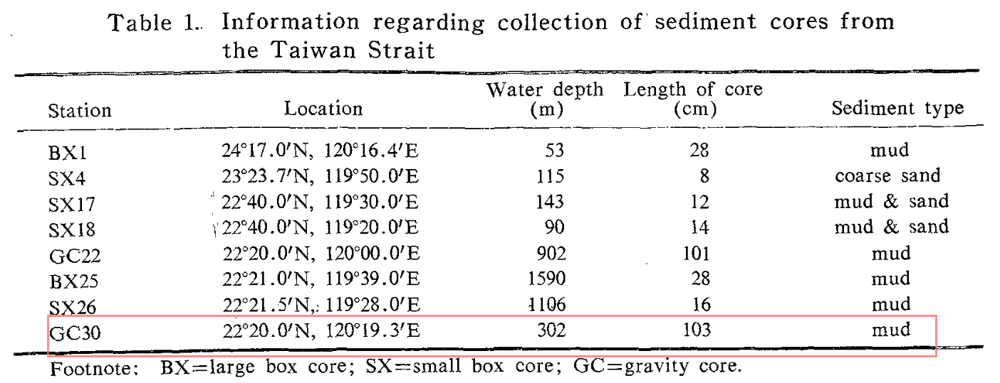 Table 1. Information regarding collection of sediment cores from
the Taiwan Strait
Water depth Length of core
Station Location (m) (cm) Sediment type
BX1 24°17.0′N, 120°16.4′E 53 28 mud
SX4 23°23.7′N, 119°50.0′E 115 8 coarse sand
SX17 22°40.0′N, 119°30.0′E 143 12 mud & sand
SX18 22°40.0′N, 119°20.0′E 90 14 mud & sand
GC22 22°20.0′N, 120°00.0′E 902 101 mud
BX25 22°21.0′N, 119°39.0′E 1590 28 mud
SX26 22°21.5′N, 119°28.0′E 1106 16 mud
GC30 22°20.0′N, 120°19.3′E 302 103 mud
Footnote: BX=large box core; SX=small box core; GC=gravity core.